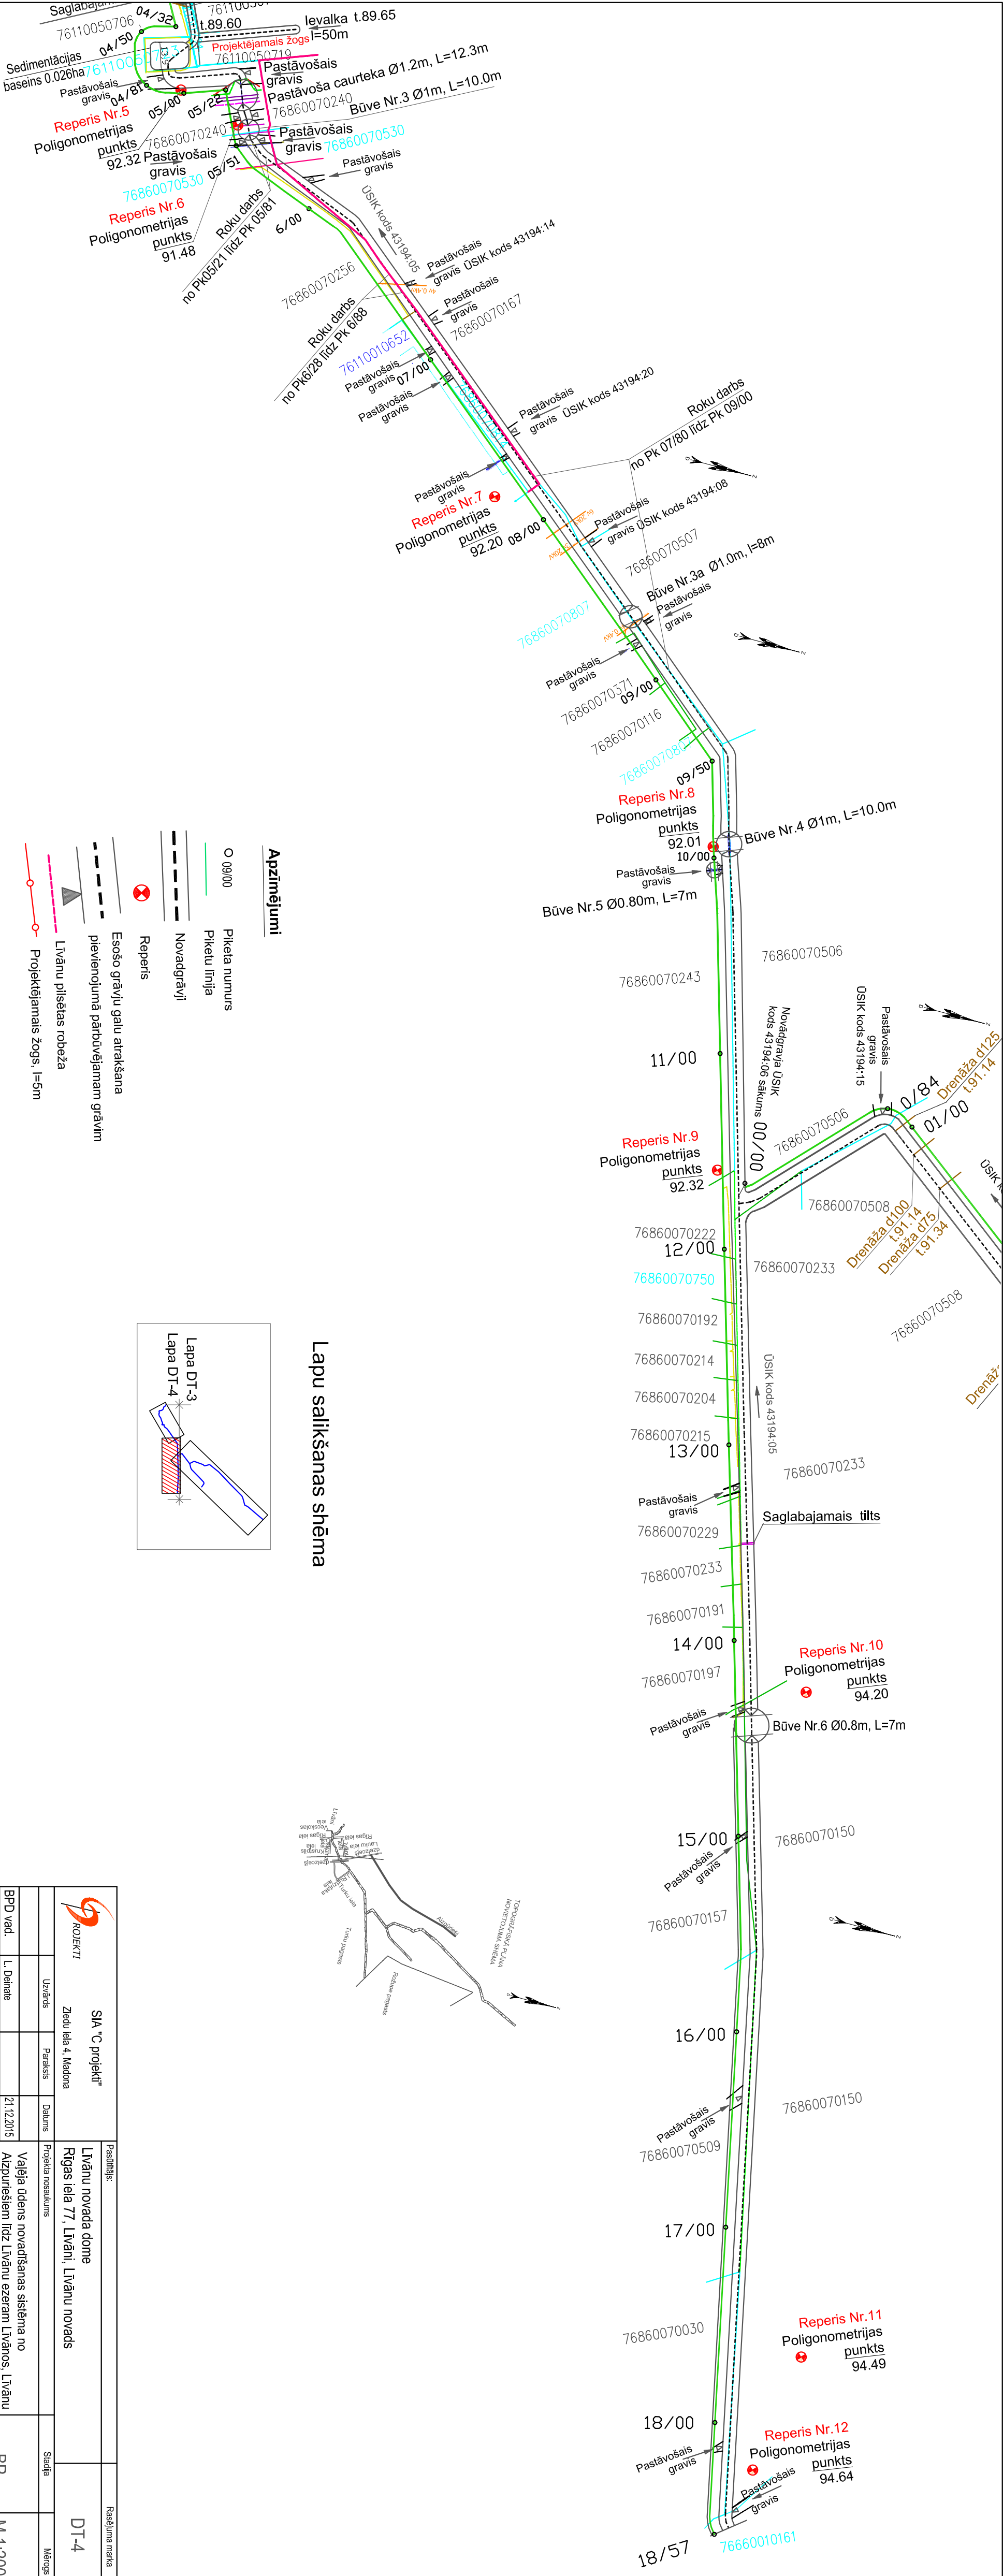 04/32
76110050706
04/50
t.89.60
Ievalka t.89.65
l=50m
Projektējamais žogs
76110050719
Sedimentācijas
baseins 0.026ha
Pastāvošais
gravis
04/81
05/00
05/22
Pastāvošais
gravis
Pastāvoša caurteka Ø1.2m, L=12.3m
76860070240
Būve Nr.3 Ø1m, L=10.0m
Reperis Nr.5
Poligonometrijas
punkts
92.32
76860070240
Pastāvošais
gravis
Pastāvošais
gravis
76860070530
76860070530
05/51
Pastāvošais
gravis
Reperis Nr.6
Poligonometrijas
punkts
91.48
Roku darbs
no Pk05/21 līdz Pk 05/81
6/00
ŪSIK kods 43194:05
76860070256
Pastāvošais
gravis ŪSIK kods 43194:14
Pastāvošais
gravis
76860070167
Roku darbs
no Pk6/28 līdz Pk 6/88
76110010652
Pastāvošais
gravis
07/00
Pastāvošais
gravis
Pastāvošais
gravis ŪSIK kods 43194:20
Roku darbs
no Pk 07/80 līdz Pk 09/00
Pastāvošais
gravis
Reperis Nr.7
Poligonometrijas
punkts
92.20
08/00
Pastāvošais
gravis ŪSIK kods 43194:08
76860070507
Būve Nr.3a Ø1.0m, l=8m
Pastāvošais
gravis
76860070807
Pastāvošais
gravis
76860070371
09/00
76860070116
76860070807
09/50
Reperis Nr.8
Poligonometrijas
punkts
92.01
10/00
Būve Nr.4 Ø1m, L=10.0m
Pastāvošais
gravis
Būve Nr.5 Ø0.80m, L=7m
76860070506
76860070243
11/00
Novadgravja ŪSIK
kods 43194:06 sākums 00/00
Pastāvošais
gravis
ŪSIK kods 43194:15
0/84
01/00
Drenāža d125
t.91.14
76860070506
Reperis Nr.9
Poligonometrijas
punkts
92.32
76860070508
Drenāža d100
t.91.14
Drenāža d75
t.91.34
76860070222
12/00
76860070233
76860070750
76860070192
76860070508
76860070214
ŪSIK kods 43194:05
76860070204
76860070215
13/00
76860070233
Pastāvošais
gravis
Saglabajamais tilts
76860070229
76860070233
76860070191
14/00
Reperis Nr.10
Poligonometrijas
punkts
94.20
76860070197
Pastāvošais
gravis
Būve Nr.6 Ø0.8m, L=7m
15/00
76860070150
Pastāvošais
gravis
76860070157
16/00
76860070150
Pastāvošais
gravis
76860070509
17/00
Reperis Nr.11
Poligonometrijas
punkts
94.49
76860070030
18/00
Reperis Nr.12
Poligonometrijas
punkts
94.64
Pastāvošais
gravis
Pastāvošais
gravis
18/57
76660010161
Apzīmējumi
09/00 Piketa numurs
Piketu līnija
Novadgrāvji
Reperis
Esošo grāvju galu atrakšana
pievienojumā pārbūvējamam grāvim
Līvānu pilsētas robeža
Projektējamais žogs, l=5m
Lapu salikšanas shēma
Lapa DT-3
Lapa DT-4
TOPOGRĀFISKĀ PLĀNA
NOVIETOJUMA SHĒMA
Rožupe pagasts
Turku pagasts
ROJEKTI
SIA "C projekti"
Ziedu iela 4, Madona
Uzvārds
Paraksts
Datums
BPD vad.
L. Deinate
21.12.2015
Pasūtītājs:
Līvānu novada dome
Rīgas iela 77, Līvāni, Līvānu novads
Projekta nosaukums
Vaļēja ūdens novadīšanas sistēma no
Aizpuriešiem līdz Līvānu ezeram Līvānos, Līvānu
Rasējuma marka
DT-4
Stadija
Mērogs